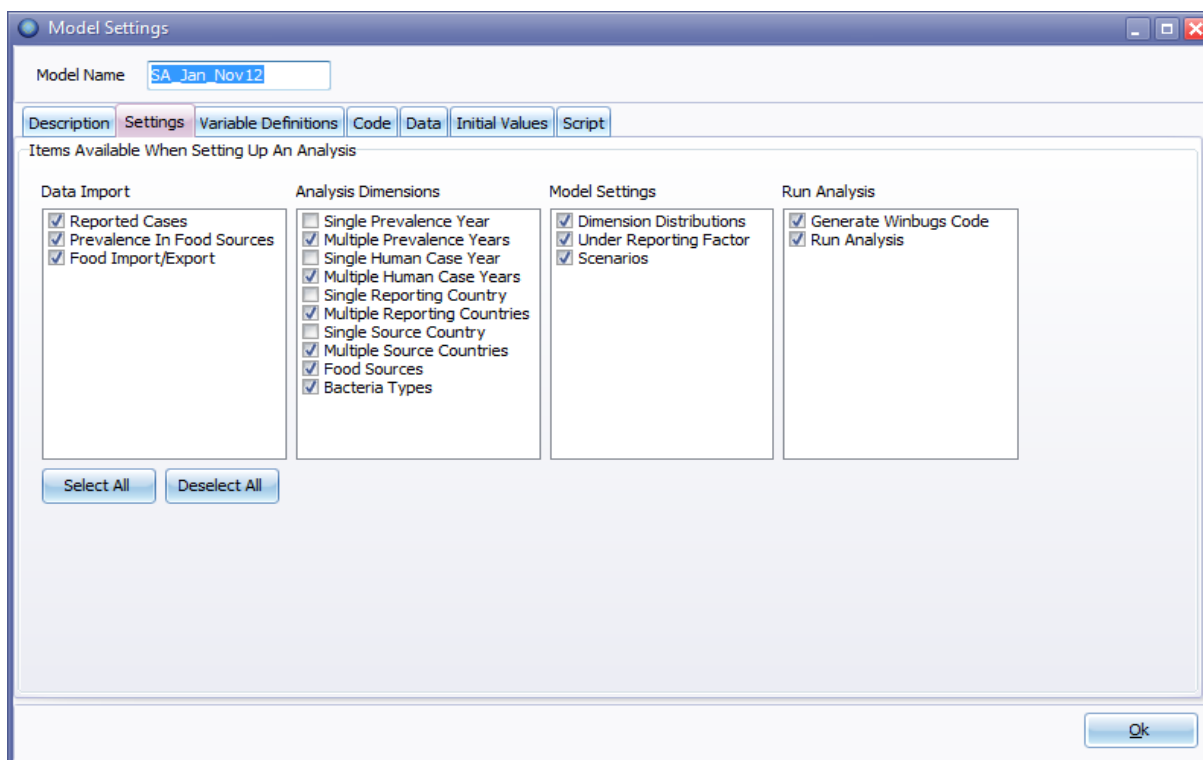 Model Settings
Model Name SA_Jan_Nov12
Description Settings Variable Definitions Code Data Initial Values Script
Items Available When Setting Up An Analysis
Data Import
Reported Cases
Prevalence In Food Sources
Food Import/Export
Analysis Dimensions
Single Prevalence Year
Multiple Prevalence Years
Single Human Case Year
Multiple Human Case Years
Single Reporting Country
Multiple Reporting Countries
Single Source Country
Multiple Source Countries
Food Sources
Bacteria Types
Model Settings
Dimension Distributions
Under Reporting Factor
Scenarios
Run Analysis
Generate Winbugs Code
Run Analysis
Select All Deselect All
Ok